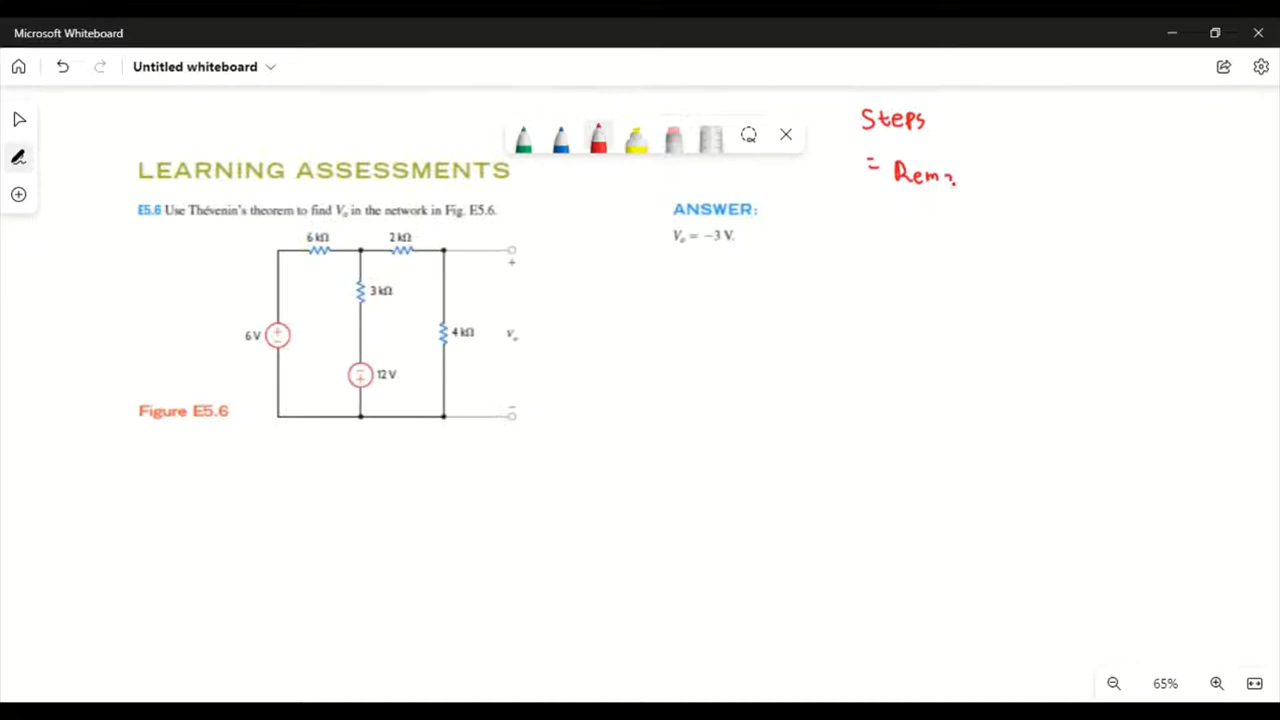 Microsoft Whiteboard
Untitled whiteboard
Steps
LEARNING ASSESSMENTS
=
E5.6 Use Thévenin's theorem to find Vo in the network in Fig. E5.6.
ANSWER:
Vo = −3 V.
6 kΩ
2 kΩ
+
3 kΩ
6 V
+
−
4 kΩ
Vo
−
+
12 V
Figure E5.6
−
65%